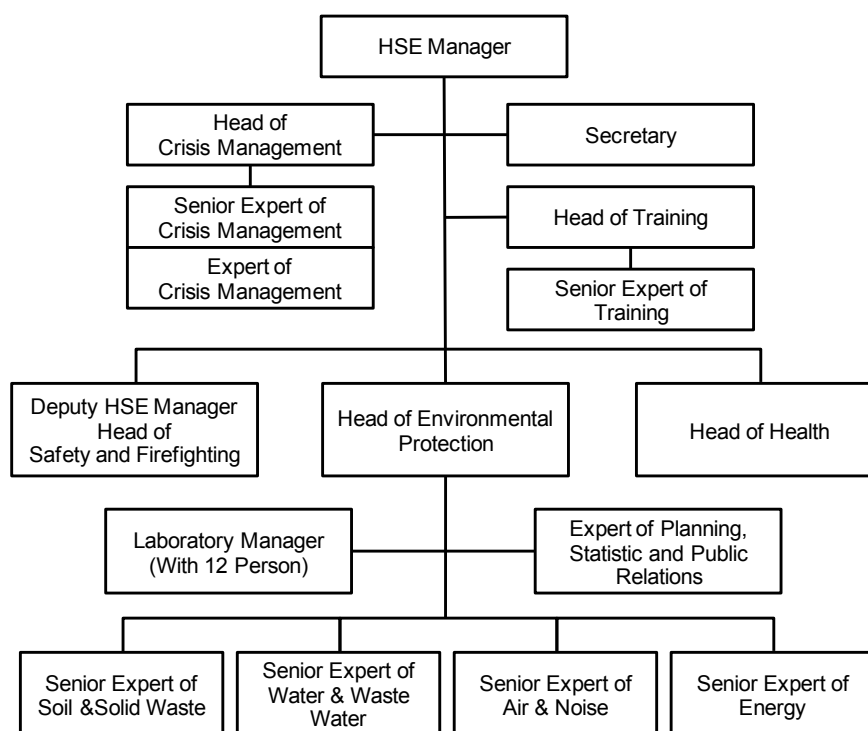 HSE Manager
Head of
Crisis Management
Secretary
Senior Expert of
Crisis Management
Expert of
Crisis Management
Head of Training
Senior Expert of
Training
Deputy HSE Manager
Head of
Safety and Firefighting
Head of Environmental
Protection
Head of Health
Laboratory Manager
(With 12 Person)
Expert of Planning,
Statistic and Public
Relations
Senior Expert of
Soil &Solid Waste
Senior Expert of
Water & Waste
Water
Senior Expert of
Air & Noise
Senior Expert of
Energy